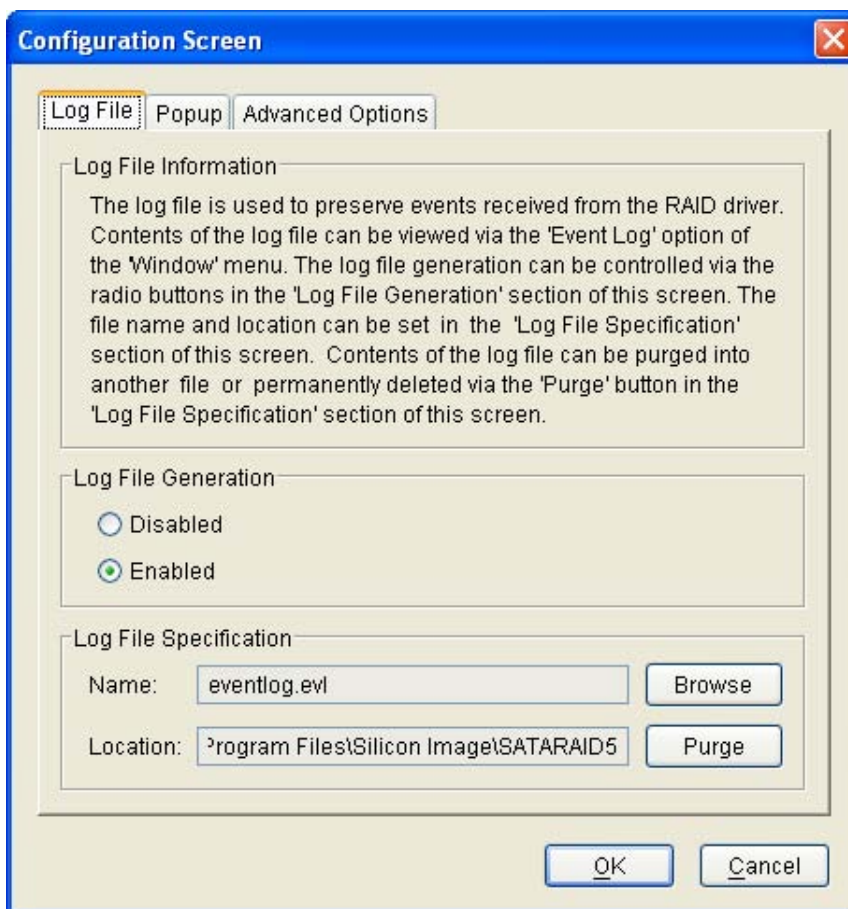 Configuration Screen
Log File Popup Advanced Options
Log File Information
The log file is used to preserve events received from the RAID driver.
Contents of the log file can be viewed via the 'Event Log' option of
the 'Window' menu. The log file generation can be controlled via the
radio buttons in the 'Log File Generation' section of this screen. The
file name and location can be set in the 'Log File Specification'
section of this screen. Contents of the log file can be purged into
another file or permanently deleted via the 'Purge' button in the
'Log File Specification' section of this screen.
Log File Generation
Disabled
Enabled
Log File Specification
Name: eventlog.evl Browse
Location: Program Files\Silicon Image\SATARAID5 Purge
OK Cancel